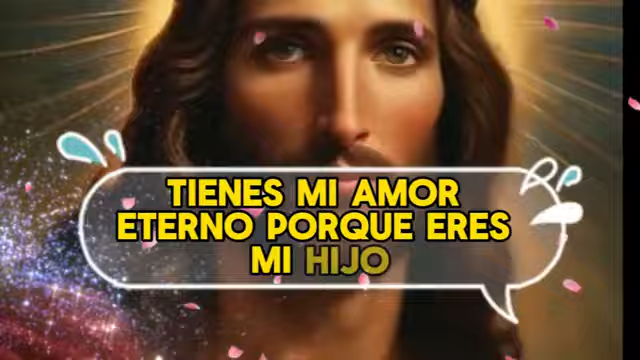 TIENES MI AMOR
ETERNO PORQUE ERES
MI HIJO